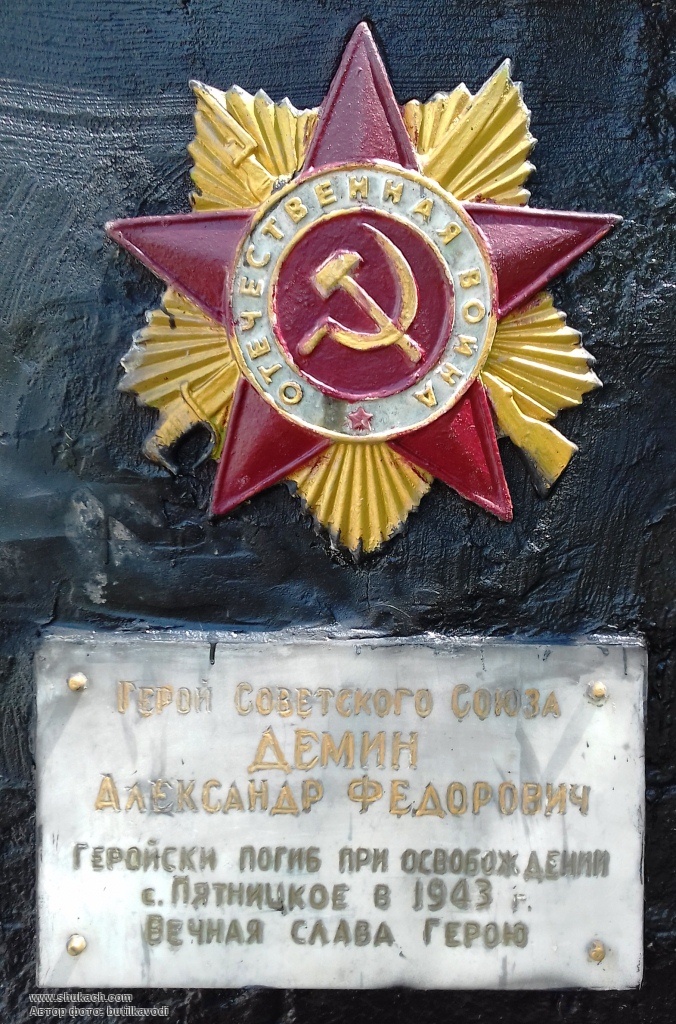 ОТЕЧЕСТВЕННАЯ ВОЙНА
Герой Советского Союза
ДЕМИН
Александр Федорович
геройски погиб при освобождении
с. Пятницкое в 1943 г.
Вечная слава Герою
www.shukach.com
Автор фото: butilkavodi